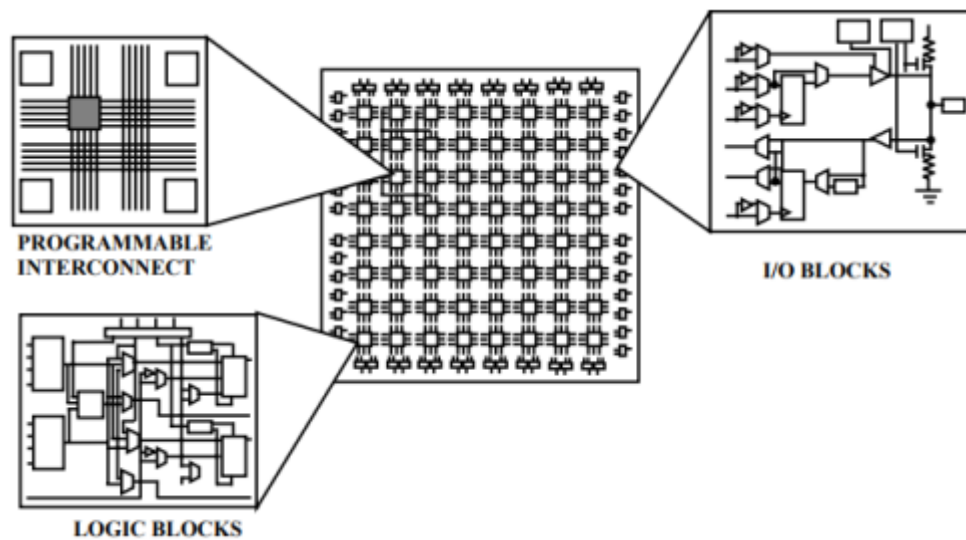 PROGRAMMABLE
INTERCONNECT
I/O BLOCKS
LOGIC BLOCKS